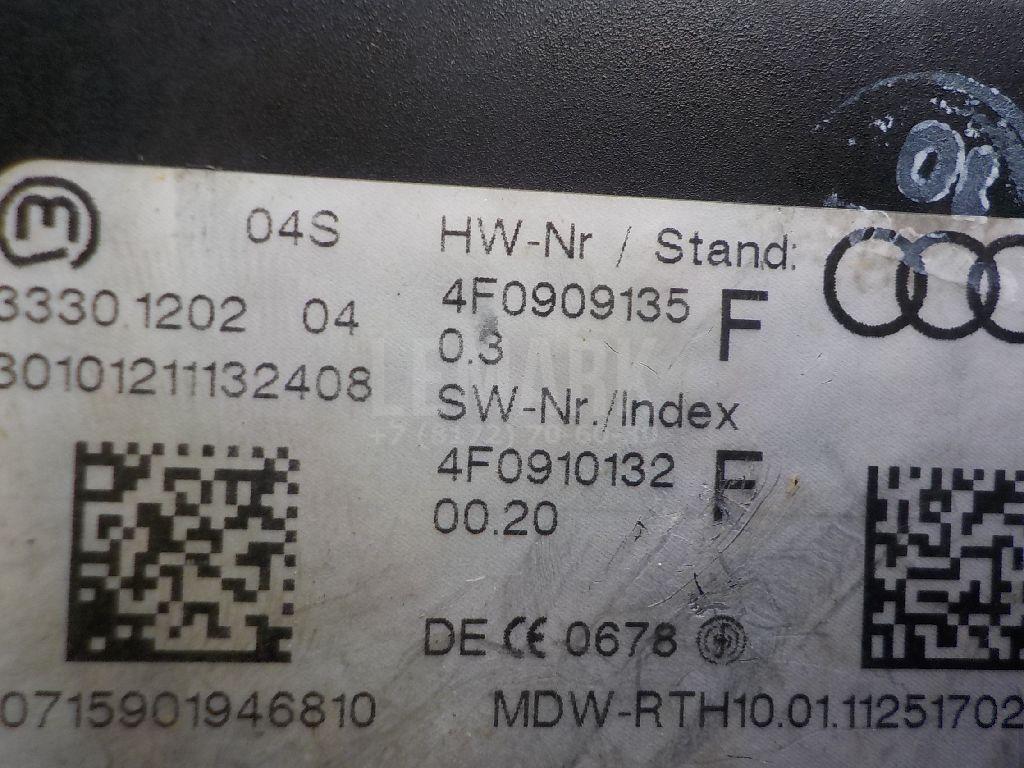 04S
3330.1202 04
30101211132408
HW-Nr / Stand:
4F0909135 F
0.3
SW-Nr./Index
4F0910132 F
00.20
DE CE 0678
0715901946810
MDW-RTH10.01.11251702